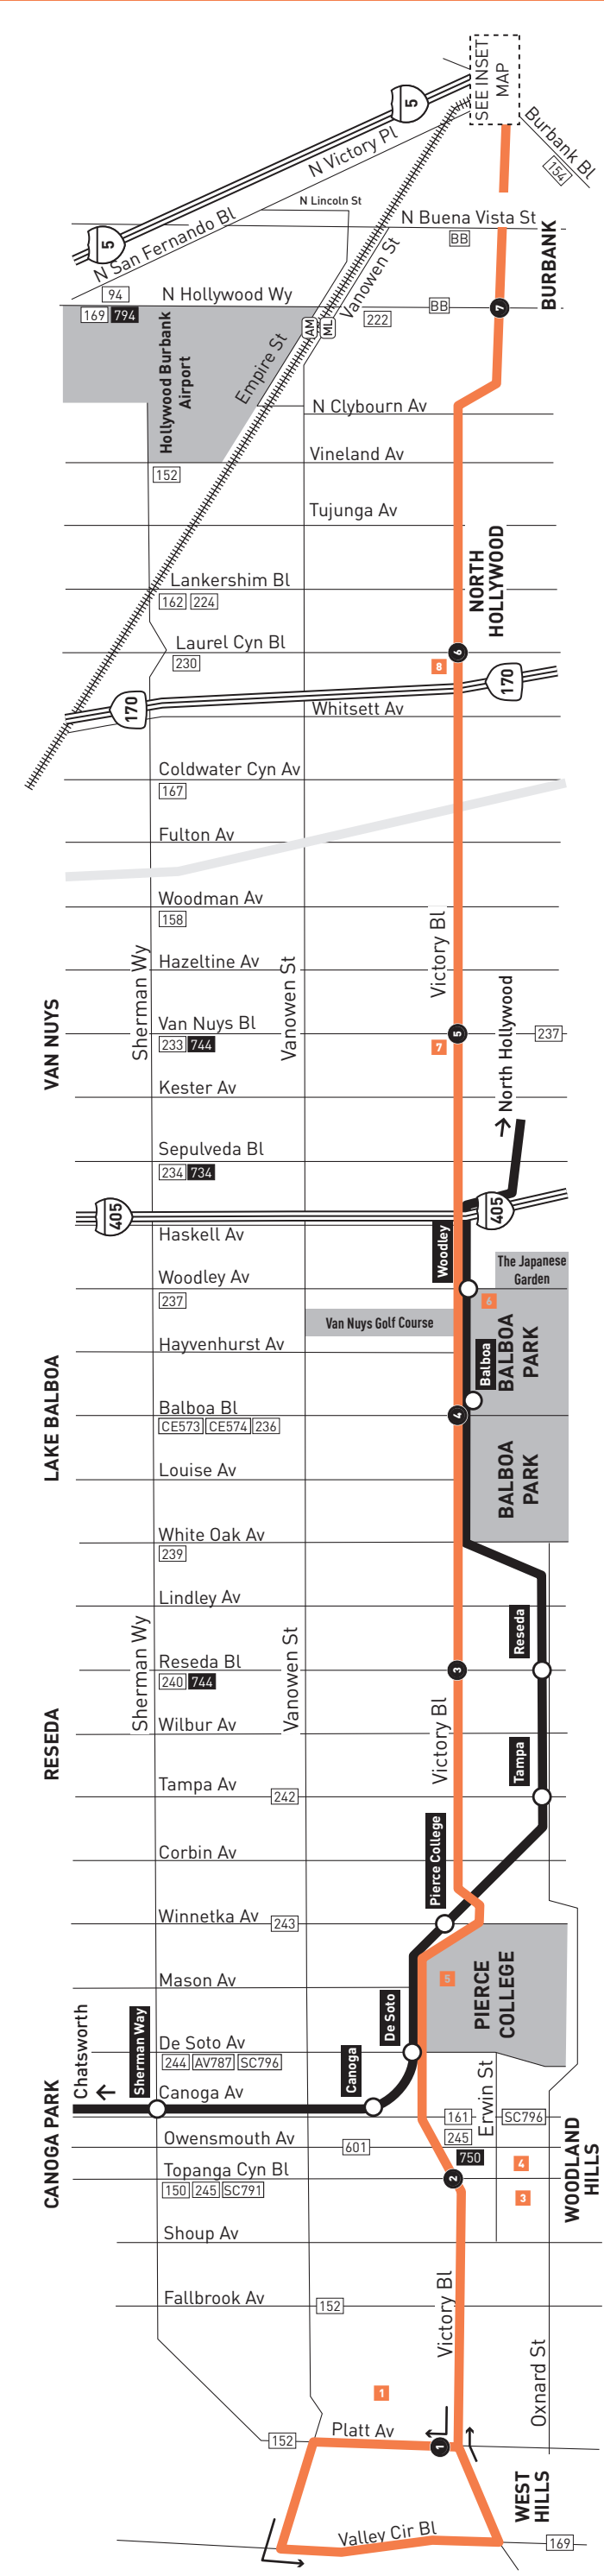 SEE INSET
MAP
5
N Victory Pl
Burbank Bl
154
N Lincoln St
N San Fernando Bl
5
N Buena Vista St
BB
BURBANK
Vanowen St
94
N Hollywood Wy
BB
7
169 794
AM
ML
222
Hollywood Burbank
Airport
Empire St
N Clybourn Av
Vineland Av
152
Tujunga Av
NORTH
HOLLYWOOD
Lankershim Bl
162 224
Laurel Cyn Bl
6
230
8
170
170
Whitsett Av
Coldwater Cyn Av
167
Fulton Av
Woodman Av
158
Victory Bl
Sherman Wy
Hazeltine Av
Vanowen St
VAN NUYS
Van Nuys Bl
5
237
233 744
7
North Hollywood
Kester Av
Sepulveda Bl
234 734
405
405
Haskell Av
Woodley
The Japanese
Garden
Woodley Av
237
6
Van Nuys Golf Course
Hayvenhurst Av
Balboa
BALBOA
PARK
LAKE BALBOA
Balboa Bl
4
CE573 CE574 236
Louise Av
BALBOA
PARK
White Oak Av
239
Lindley Av
Sherman Wy
Vanowen St
Reseda
Reseda Bl
3
240 744
RESEDA
Wilbur Av
Victory Bl
Tampa
Tampa Av
242
Corbin Av
Pierce College
Winnetka Av
243
Mason Av
5
PIERCE
COLLEGE
Chatsworth
Sherman Way
De Soto
De Soto Av
244 AV787 SC796
Canoga
Erwin St
CANOGA PARK
Canoga Av
161
SC796
Owensmouth Av
601
245
750
WOODLAND
HILLS
Topanga Cyn Bl
2
4
150 245 SC791
3
Shoup Av
Fallbrook Av
152
Victory Bl
Oxnard St
1
Platt Av
152
1
WEST
HILLS
Valley Cir Bl
169